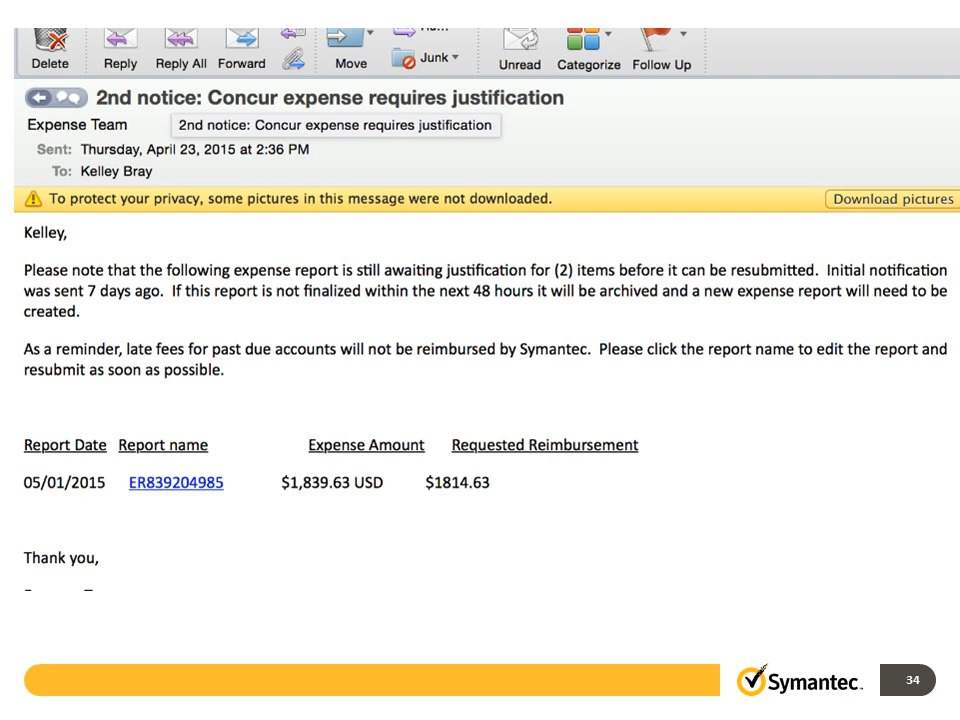 Delete Reply Reply All Forward Move Junk Unread Categorize Follow Up
2nd notice: Concur expense requires justification
Expense Team 2nd notice: Concur expense requires justification
Sent: Thursday, April 23, 2015 at 2:36 PM
To: Kelley Bray
To protect your privacy, some pictures in this message were not downloaded. Download pictures
Kelley,
Please note that the following expense report is still awaiting justification for (2) items before it can be resubmitted. Initial notification
was sent 7 days ago. If this report is not finalized within the next 48 hours it will be archived and a new expense report will need to be
created.
As a reminder, late fees for past due accounts will not be reimbursed by Symantec. Please click the report name to edit the report and
resubmit as soon as possible.
Report Date Report name Expense Amount Requested Reimbursement
05/01/2015 ER839204985 $1,839.63 USD $1814.63
Thank you,
Symantec 34